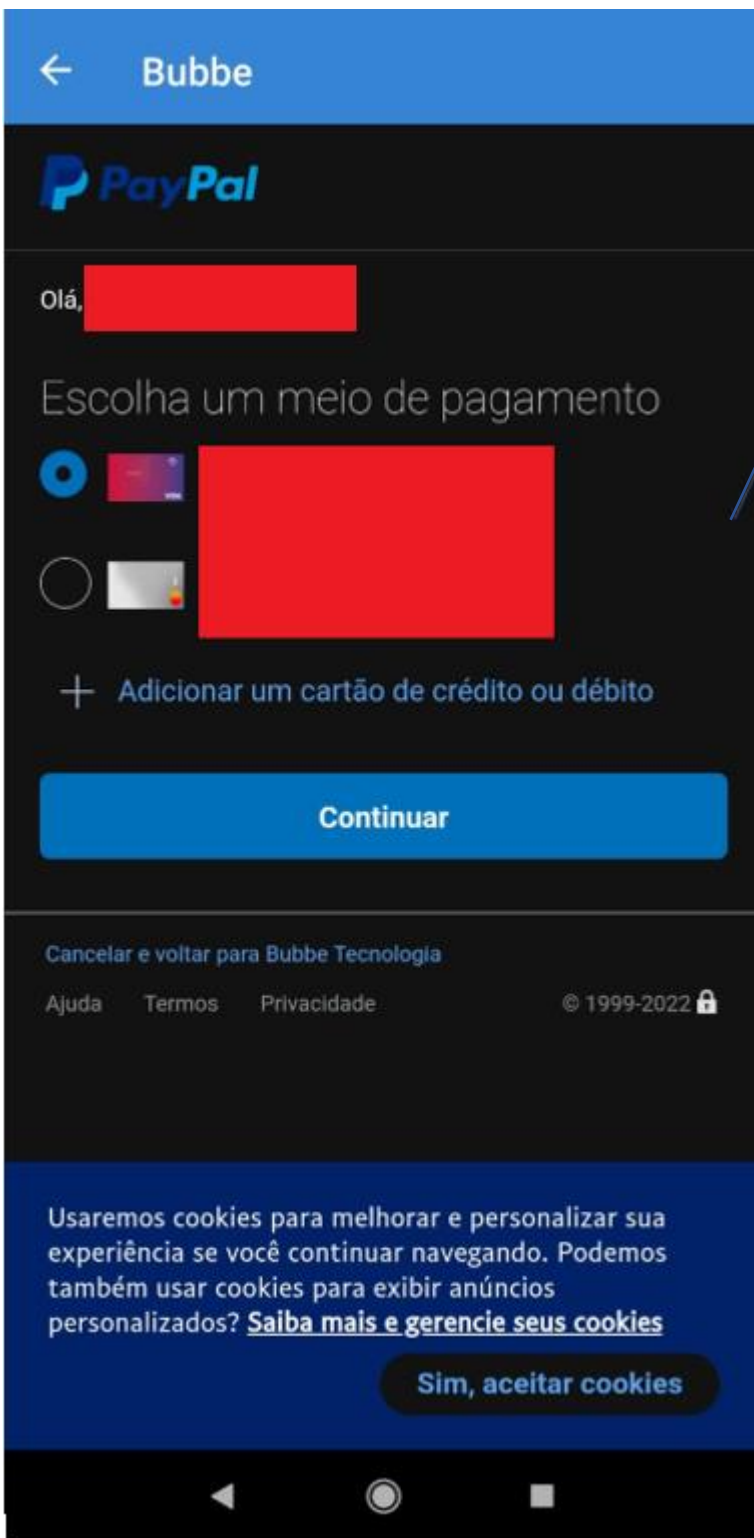 Bubbe
PayPal
Olá,
Escolha um meio de pagamento
Adicionar um cartão de crédito ou débito
Continuar
Cancelar e voltar para Bubbe Tecnologia
Ajuda Termos Privacidade © 1999-2022
Usaremos cookies para melhorar e personalizar sua
experiência se você continuar navegando. Podemos
também usar cookies para exibir anúncios
personalizados? Saiba mais e gerencie seus cookies
Sim, aceitar cookies